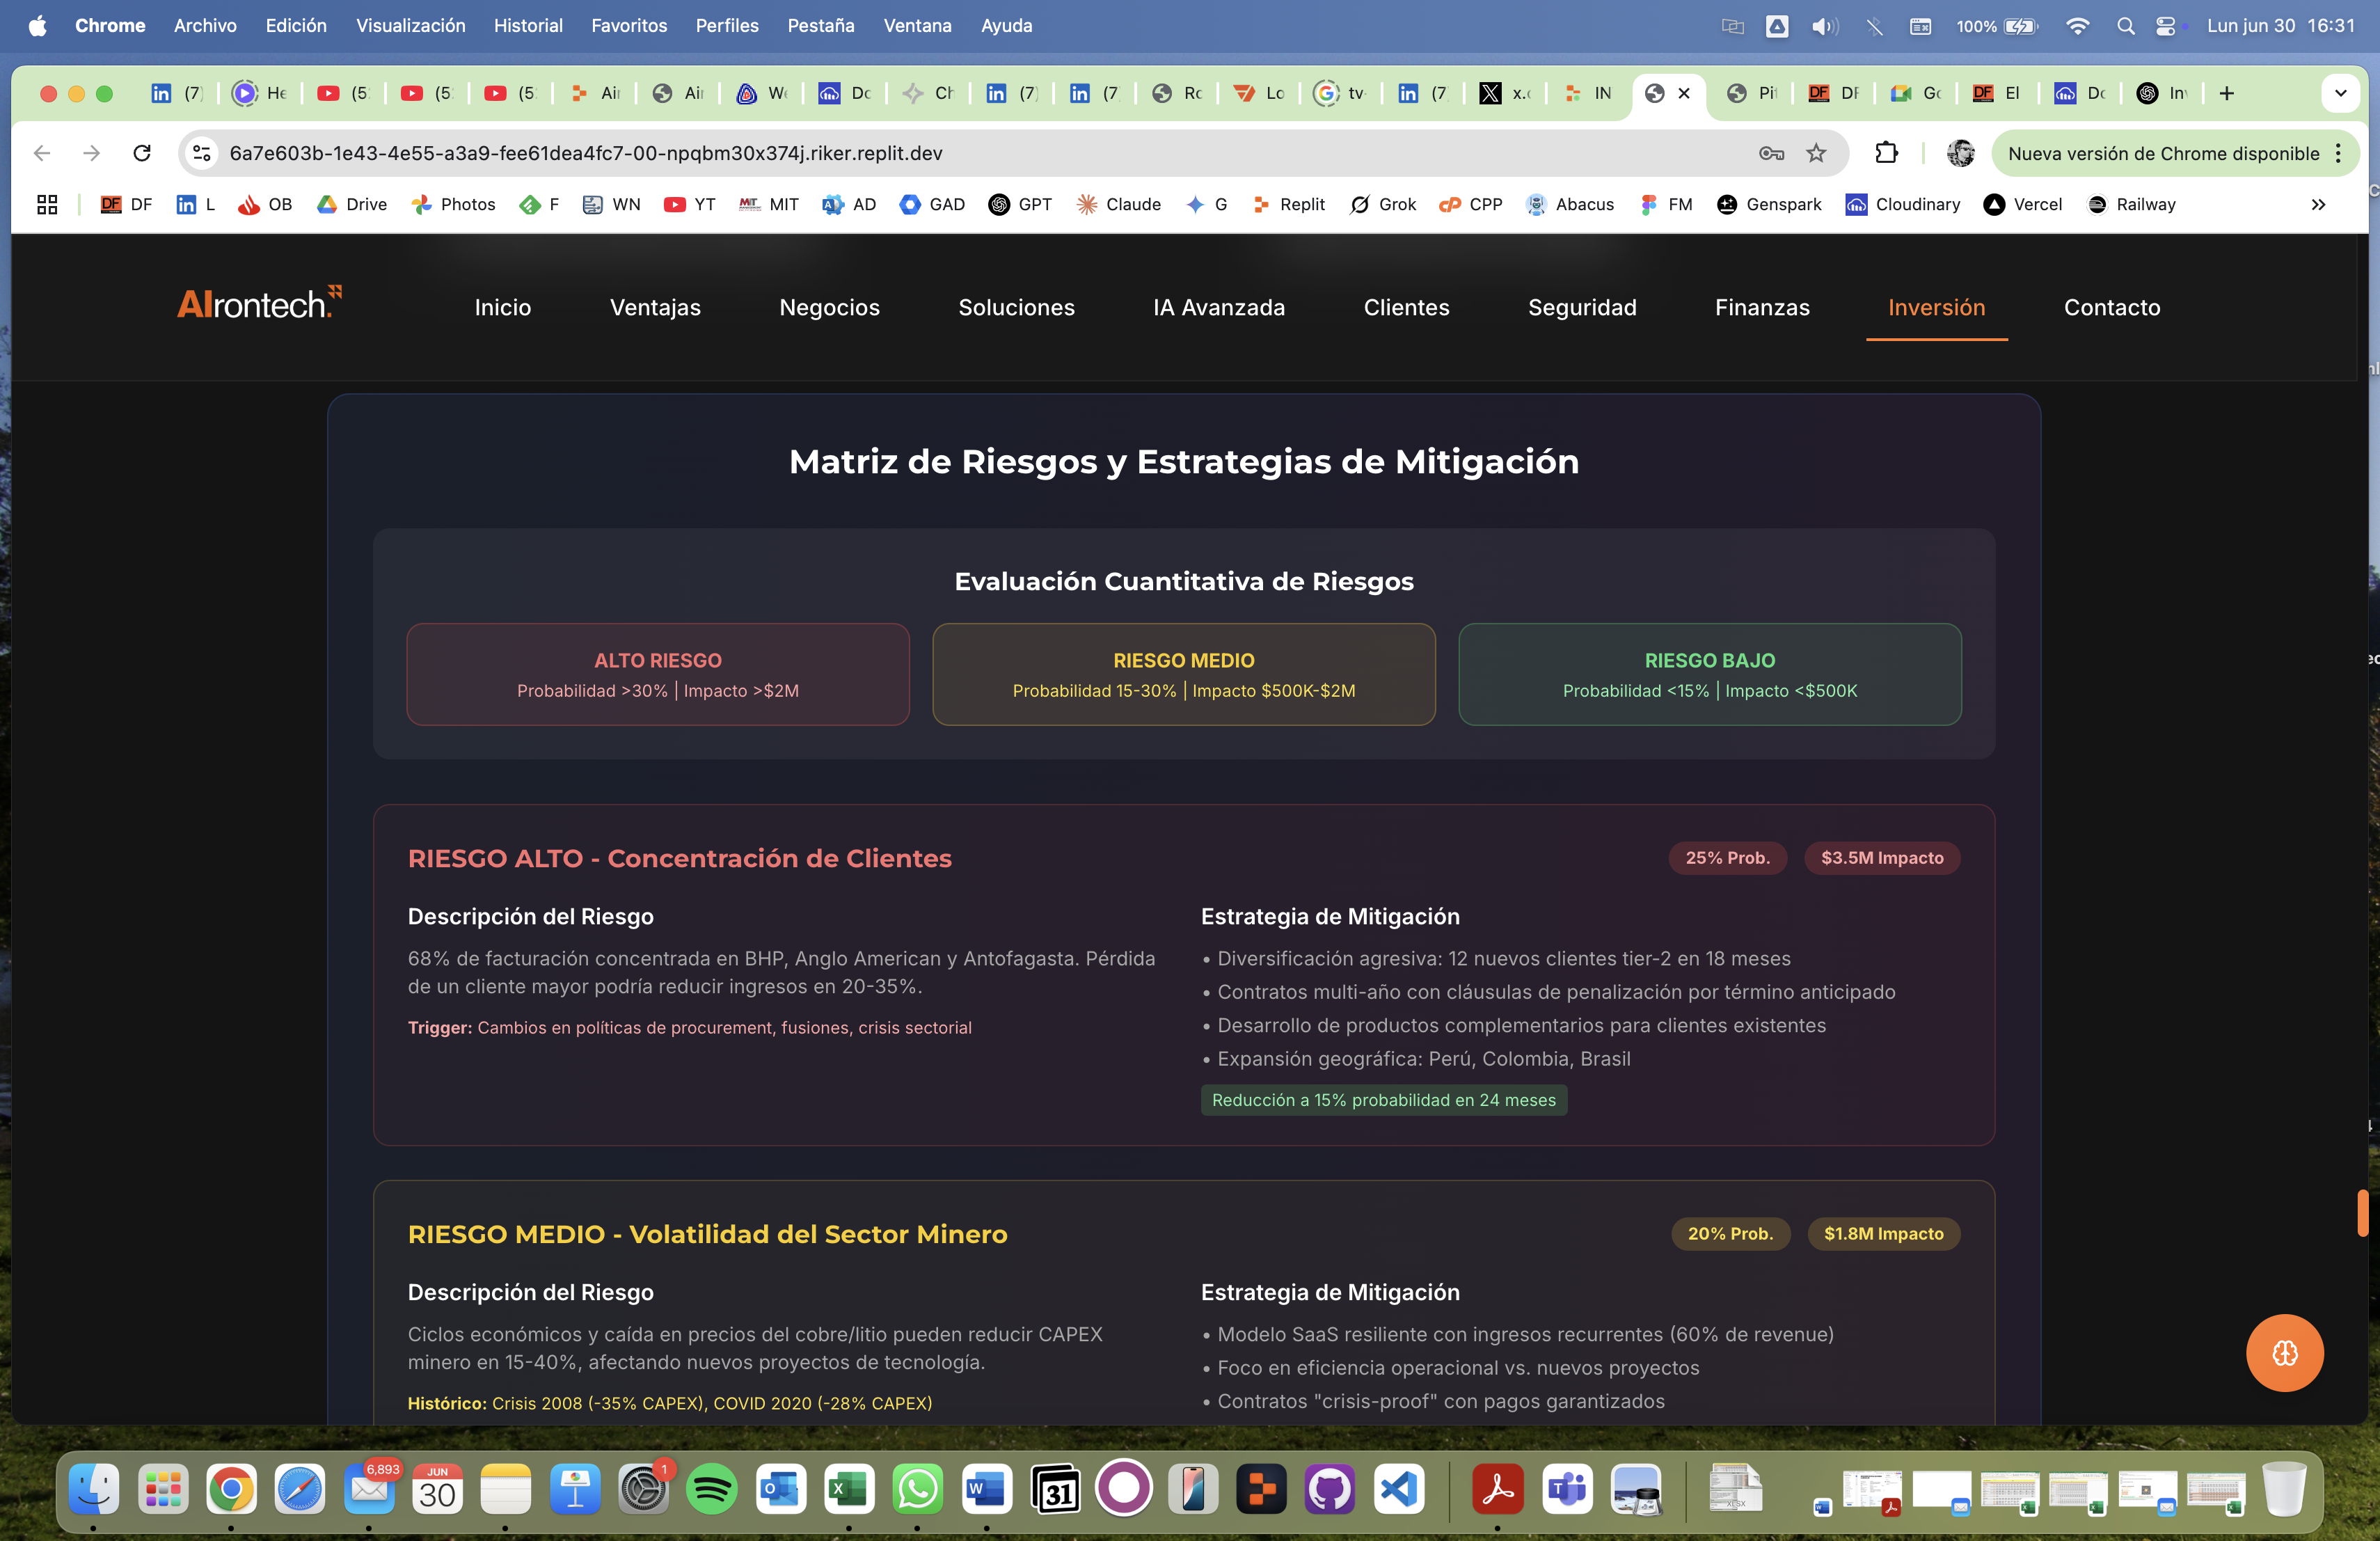 Chrome Archivo Edición Visualización Historial Favoritos Perfiles Pestaña Ventana Ayuda 100% Lun jun 30 16:31
(7) He (5 (5 (5 Air Air We Do Ch (7) (7 Ro Lo tv (7 x.c IN Pi DF Go El Do In
6a7e603b-1e43-4e55-a3a9-fee61dea4fc7-00-npqbm30x374j.riker.replit.dev Nueva versión de Chrome disponible
DF L OB Drive Photos F WN YT MIT AD GAD GPT Claude G Replit Grok CPP Abacus FM Genspark Cloudinary Vercel Railway
AIrontech. Inicio Ventajas Negocios Soluciones IA Avanzada Clientes Seguridad Finanzas Inversión Contacto
Matriz de Riesgos y Estrategias de Mitigación
Evaluación Cuantitativa de Riesgos
ALTO RIESGO
Probabilidad >30% | Impacto >$2M
RIESGO MEDIO
Probabilidad 15-30% | Impacto $500K-$2M
RIESGO BAJO
Probabilidad <15% | Impacto <$500K
RIESGO ALTO - Concentración de Clientes
25% Prob. $3.5M Impacto
Descripción del Riesgo
68% de facturación concentrada en BHP, Anglo American y Antofagasta. Pérdida
de un cliente mayor podría reducir ingresos en 20-35%.
Trigger: Cambios en políticas de procurement, fusiones, crisis sectorial
Estrategia de Mitigación
• Diversificación agresiva: 12 nuevos clientes tier-2 en 18 meses
• Contratos multi-año con cláusulas de penalización por término anticipado
• Desarrollo de productos complementarios para clientes existentes
• Expansión geográfica: Perú, Colombia, Brasil
Reducción a 15% probabilidad en 24 meses
RIESGO MEDIO - Volatilidad del Sector Minero
20% Prob. $1.8M Impacto
Descripción del Riesgo
Ciclos económicos y caída en precios del cobre/litio pueden reducir CAPEX
minero en 15-40%, afectando nuevos proyectos de tecnología.
Histórico: Crisis 2008 (-35% CAPEX), COVID 2020 (-28% CAPEX)
Estrategia de Mitigación
• Modelo SaaS resiliente con ingresos recurrentes (60% de revenue)
• Foco en eficiencia operacional vs. nuevos proyectos
• Contratos "crisis-proof" con pagos garantizados
6,893 JUN 30 1 31 XLSX